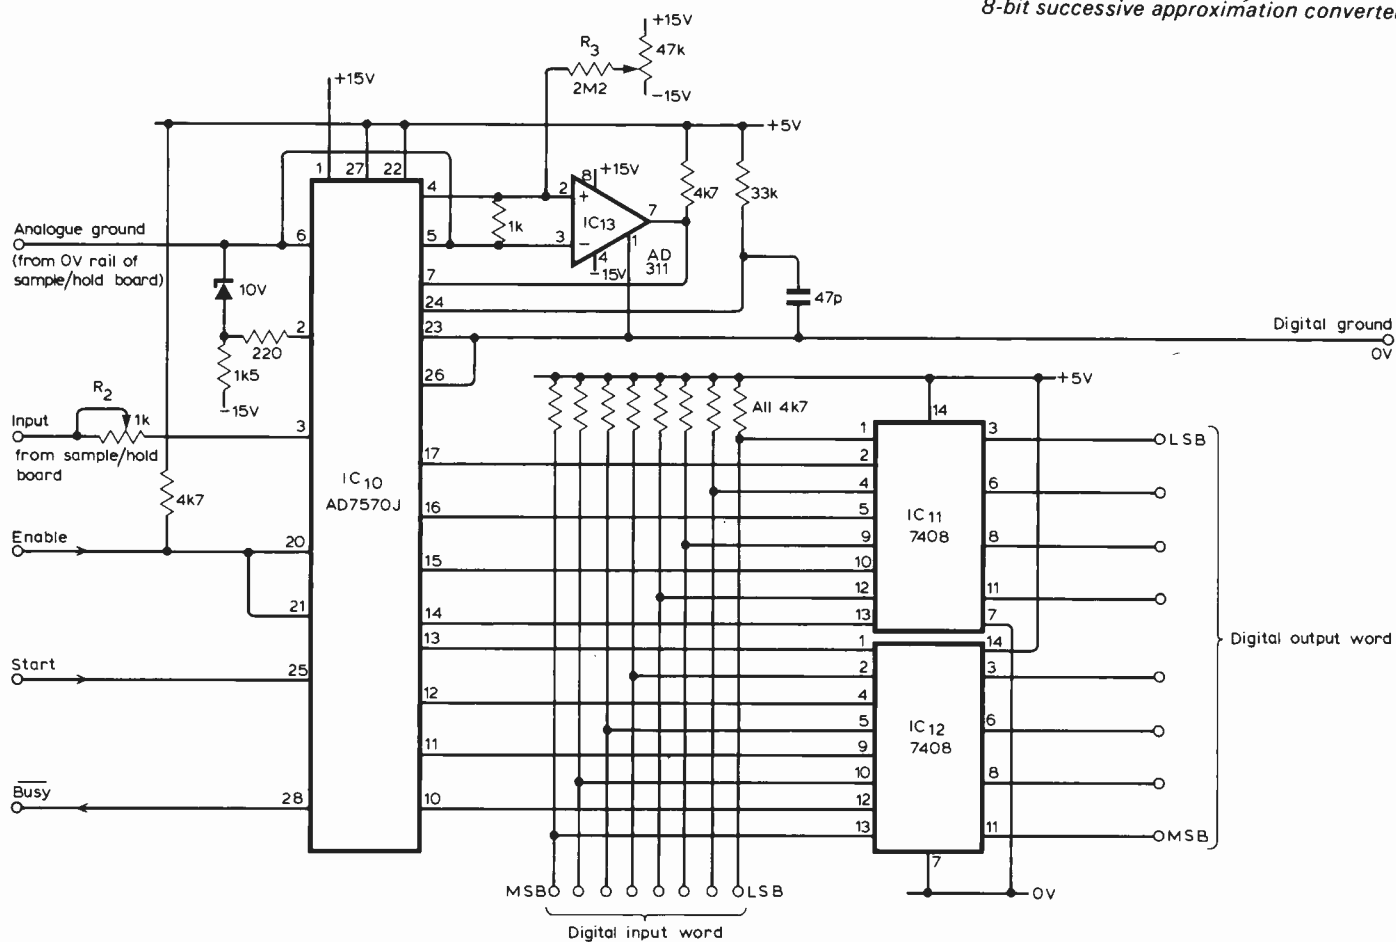 8-bit successive approximation converte
+15V
R3
47k
2M2
-15V
+15V
+5V
1
27
22
4
2
8
+15V
+
IC13
7
4k7
33k
1k
Analogue ground
6
5
3
-
1
4
-15V
AD
311
(from 0V rail of
sample/hold board)
7
10V
24
47p
2
23
Digital ground
220
0V
1k5
26
-15V
+5V
R2
All 4k7
14
Input
1k
3
1
3
LSB
from sample/hold
board
17
2
IC10
AD7570J
4
6
4k7
16
5
IC11
7408
Enable
20
9
8
15
10
12
11
21
14
13
7
13
1
14
Digital output word
Start
25
2
3
12
4
5
6
IC12
7408
11
9
10
8
Busy
28
10
12
13
11
MSB
7
MSB
LSB
0V
Digital input word